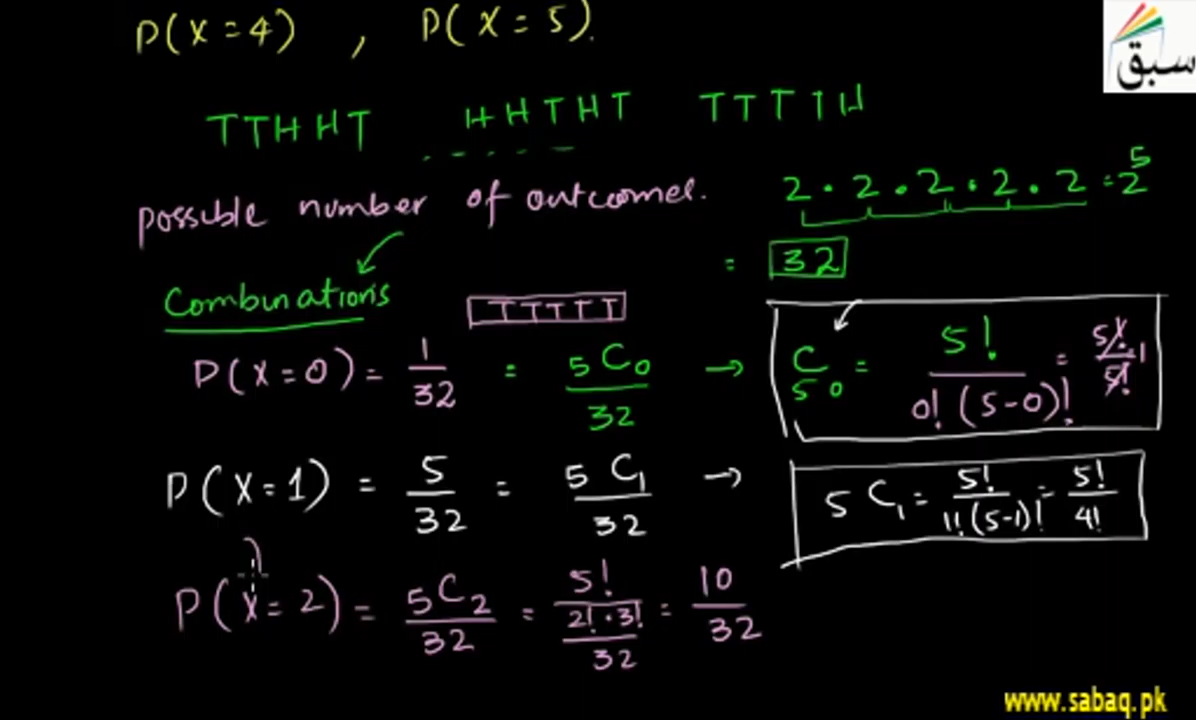 P(X=4) , P(X=5).
سبق
TTHHT HHTHT TTTTH
possible number of outcomes. 2 · 2 · 2 · 2 · 2 = 2^5
= 32
Combinations TTTTT
P(X=0) = 1/32 = 5C0/32 → C 5 0 = 5!/0!(5-0)! = 5!/5! = 1
P(X=1) = 5/32 = 5C1/32 → 5C1 = 5!/1!(5-1)! = 5!/4!
P(X=2) = 5C2/32 = 5!/2!·3!/32 = 10/32
www.sabaq.pk